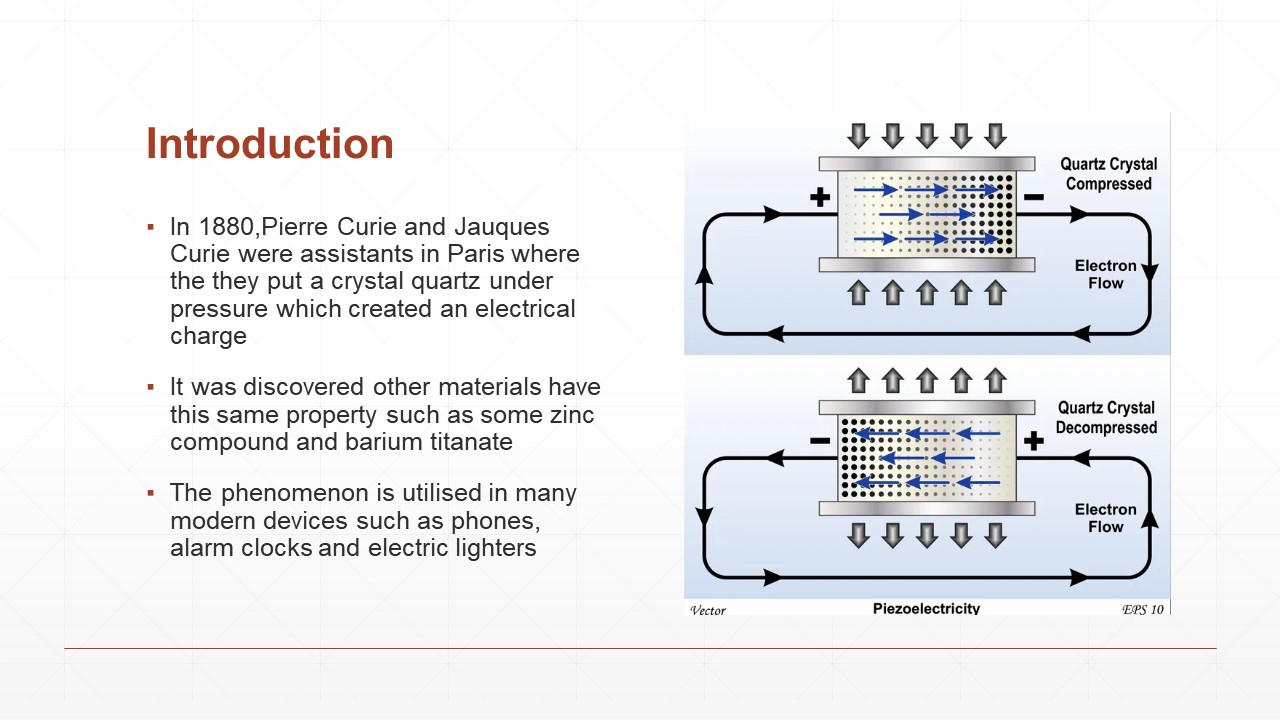 Introduction
▪ In 1880,Pierre Curie and Jauques
Curie were assistants in Paris where
the they put a crystal quartz under
pressure which created an electrical
charge
▪ It was discovered other materials have
this same property such as some zinc
compound and barium titanate
▪ The phenomenon is utilised in many
modern devices such as phones,
alarm clocks and electric lighters
Quartz Crystal
Compressed
+
−
Electron
Flow
Quartz Crystal
Decompressed
−
+
Electron
Flow
Vector
Piezoelectricity
EPS 10